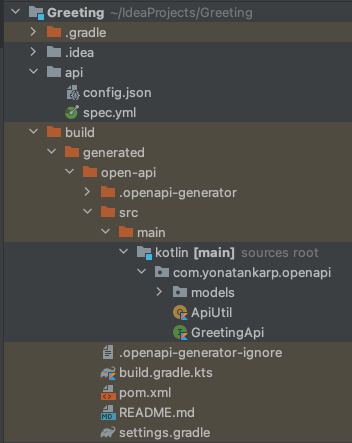 Greeting ~/IdeaProjects/Greeting
.gradle
.idea
api
config.json
spec.yml
build
generated
open-api
.openapi-generator
src
main
kotlin [main] sources root
com.yonatankarp.openapi
models
ApiUtil
GreetingApi
.openapi-generator-ignore
build.gradle.kts
pom.xml
README.md
settings.gradle